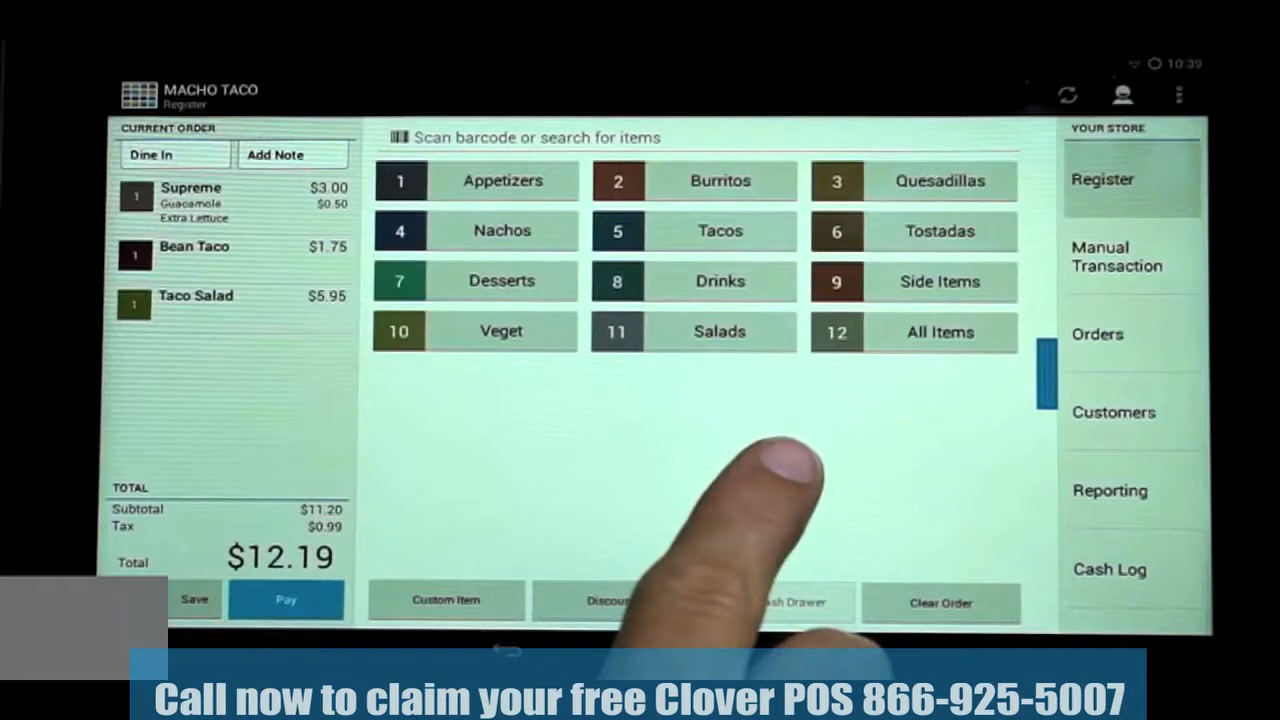 10:39
MACHO TACO
Register
CURRENT ORDER
Dine In
Add Note
1 Supreme $3.00
Guacamole $0.50
Extra Lettuce
1 Bean Taco $1.75
1 Taco Salad $5.95
TOTAL
Subtotal $11.20
Tax $0.99
Total $12.19
Save
Pay
Scan barcode or search for items
1 Appetizers
2 Burritos
3 Quesadillas
4 Nachos
5 Tacos
6 Tostadas
7 Desserts
8 Drinks
9 Side Items
10 Veget
11 Salads
12 All Items
Custom Item
Discoun
sh Drawer
Clear Order
YOUR STORE
Register
Manual
Transaction
Orders
Customers
Reporting
Cash Log
Call now to claim your free Clover POS 866-925-5007